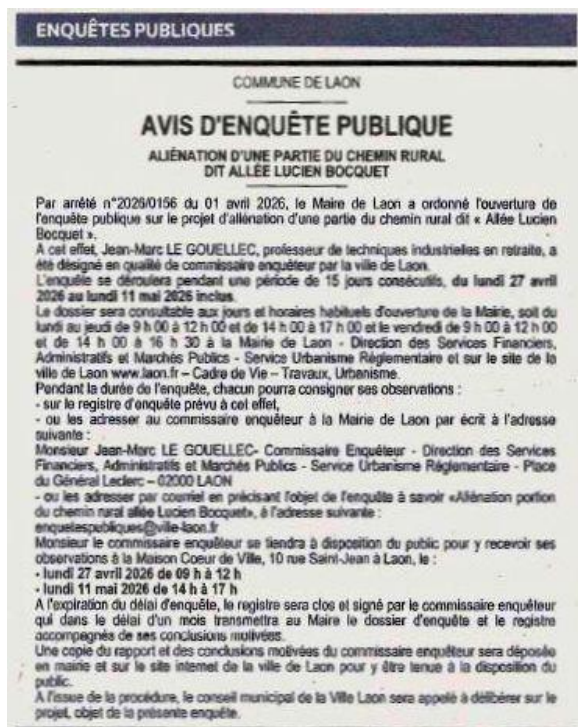 ENQUÊTES PUBLIQUES
COMMUNE DE LAON
AVIS D'ENQUÊTE PUBLIQUE
ALIÉNATION D'UNE PARTIE DU CHEMIN RURAL
DIT ALLÉE LUCIEN BOCQUET
Par arrêté n°2026/0156 du 01 avril 2026, le Maire de Laon a ordonné l'ouverture de
l'enquête publique sur le projet d'aliénation d'une partie du chemin rural dit « Allée Lucien
Bocquet ».
A cet effet, Jean-Marc LE GOUELLEC, professeur de techniques industrielles en retraite, a
été désigné en qualité de commissaire enquêteur par la ville de Laon.
L'enquête se déroulera pendant une période de 15 jours consécutifs, du lundi 27 avril
2026 au lundi 11 mai 2026 inclus.
Le dossier sera consultable aux jours et horaires habituels d'ouverture de la Mairie, soit du
lundi au jeudi de 9 h 00 à 12 h 00 et de 14 h 00 à 17 h 00 et le vendredi de 9 h 00 à 12 h 00
et de 14 h 00 à 16 h 30 à la Mairie de Laon - Direction des Services Financiers,
Administratifs et Marchés Publics - Service Urbanisme Réglementaire et sur le site de la
ville de Laon www.laon.fr – Cadre de Vie – Travaux, Urbanisme.
Pendant la durée de l'enquête, chacun pourra consigner ses observations :
- sur le registre d'enquête prévu à cet effet,
- ou les adresser au commissaire enquêteur à la Mairie de Laon par écrit à l'adresse
suivante :
Monsieur Jean-Marc LE GOUELLEC- Commissaire Enquêteur - Direction des Services
Financiers, Administratifs et Marchés Publics - Service Urbanisme Réglementaire - Place
du Général Leclerc – 02000 LAON
- ou les adresser par courriel en précisant l'objet de l'enquête à savoir «Aliénation portion
du chemin rural allée Lucien Bocquet», à l'adresse suivante :
enquetespubliques@ville-laon.fr
Monsieur le commissaire enquêteur se tiendra à disposition du public pour y recevoir ses
observations à la Maison Coeur de Ville, 10 rue Saint-Jean à Laon, le :
- lundi 27 avril 2026 de 09 h à 12 h
- lundi 11 mai 2026 de 14 h à 17 h
A l'expiration du délai d'enquête, le registre sera clos et signé par le commissaire enquêteur
qui dans le délai d'un mois transmettra au Maire le dossier d'enquête et le registre
accompagnés de ses conclusions motivées.
Une copie du rapport et des conclusions motivées du commissaire enquêteur sera déposée
en mairie et sur le site internet de la ville de Laon pour y être tenue à la disposition du
public.
A l'issue de la procédure, le conseil municipal de la Ville Laon sera appelé à délibérer sur le
projet, objet de la présente enquête.